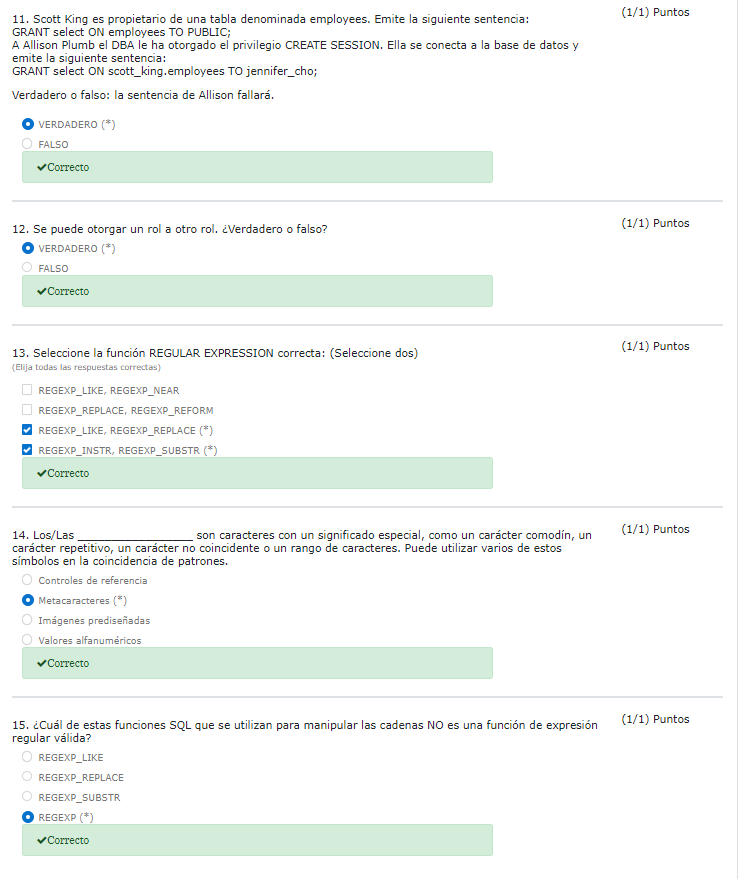 11. Scott King es propietario de una tabla denominada employees. Emite la siguiente sentencia:
(1/1) Puntos
GRANT select ON employees TO PUBLIC;
A Allison Plumb el DBA le ha otorgado el privilegio CREATE SESSION. Ella se conecta a la base de datos y
emite la siguiente sentencia:
GRANT select ON scott_king.employees TO jennifer_cho;
Verdadero o falso: la sentencia de Allison fallará.
VERDADERO (*)
FALSO
✔Correcto
12. Se puede otorgar un rol a otro rol. ¿Verdadero o falso?
(1/1) Puntos
VERDADERO (*)
FALSO
✔Correcto
13. Seleccione la función REGULAR EXPRESSION correcta: (Seleccione dos)
(1/1) Puntos
(Elija todas las respuestas correctas)
REGEXP_LIKE, REGEXP_NEAR
REGEXP_REPLACE, REGEXP_REFORM
REGEXP_LIKE, REGEXP_REPLACE (*)
REGEXP_INSTR, REGEXP_SUBSTR (*)
✔Correcto
14. Los/Las ___________________ son caracteres con un significado especial, como un carácter comodín, un
(1/1) Puntos
carácter repetitivo, un carácter no coincidente o un rango de caracteres. Puede utilizar varios de estos
símbolos en la coincidencia de patrones.
Controles de referencia
Metacaracteres (*)
Imágenes prediseñadas
Valores alfanuméricos
✔Correcto
15. ¿Cuál de estas funciones SQL que se utilizan para manipular las cadenas NO es una función de expresión
(1/1) Puntos
regular válida?
REGEXP_LIKE
REGEXP_REPLACE
REGEXP_SUBSTR
REGEXP (*)
✔Correcto